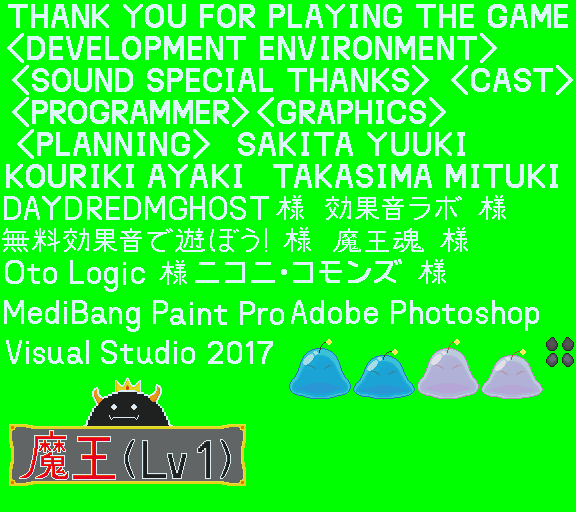 THANK YOU FOR PLAYING THE GAME
<DEVELOPMENT ENVIRONMENT>
<SOUND SPECIAL THANKS> <CAST>
<PROGRAMMER> <GRAPHICS>
<PLANNING> SAKITA YUUKI
KOURIKI AYAKI TAKASIMA MITUKI
DAYDREDMGHOST 様 効果音ラボ 様
無料効果音で遊ぼう! 様 魔王魂 様
Oto Logic 様 ニコニ・コモンズ 様
MediBang Paint Pro Adobe Photoshop
Visual Studio 2017
魔王(Lv1)